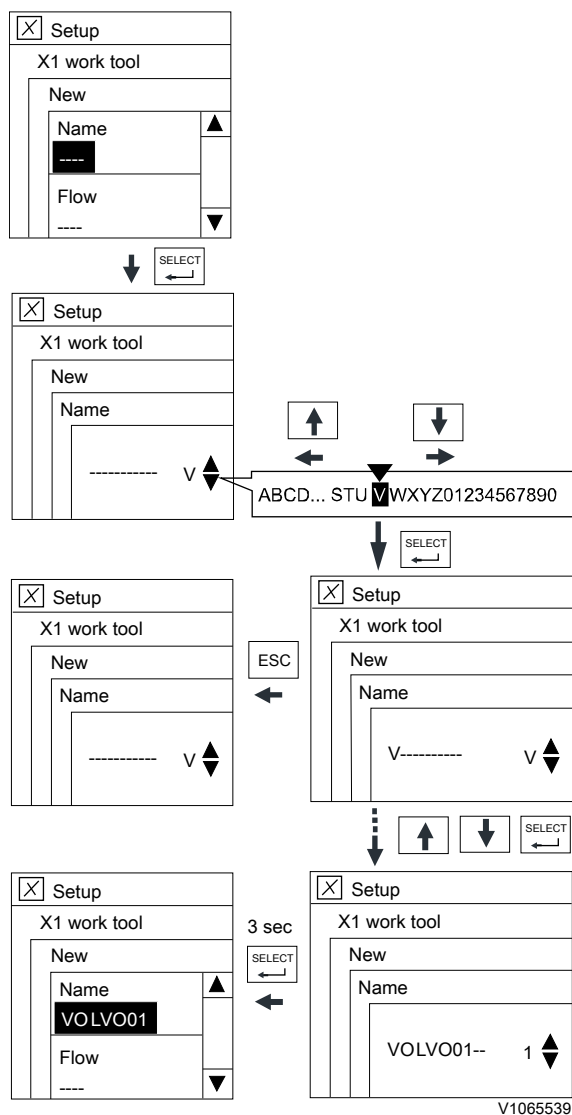 X Setup
X1 work tool
New
Name
----
Flow
----
SELECT
X Setup
X1 work tool
New
Name
----------- V
ABCD... STU V WXYZ01234567890
SELECT
X Setup
X1 work tool
New
Name
V---------- V
ESC
X Setup
X1 work tool
New
Name
----------- V
SELECT
X Setup
X1 work tool
New
Name
VOLVO01-- 1
3 sec
SELECT
X Setup
X1 work tool
New
Name
VOLVO01
Flow
----
V1065539